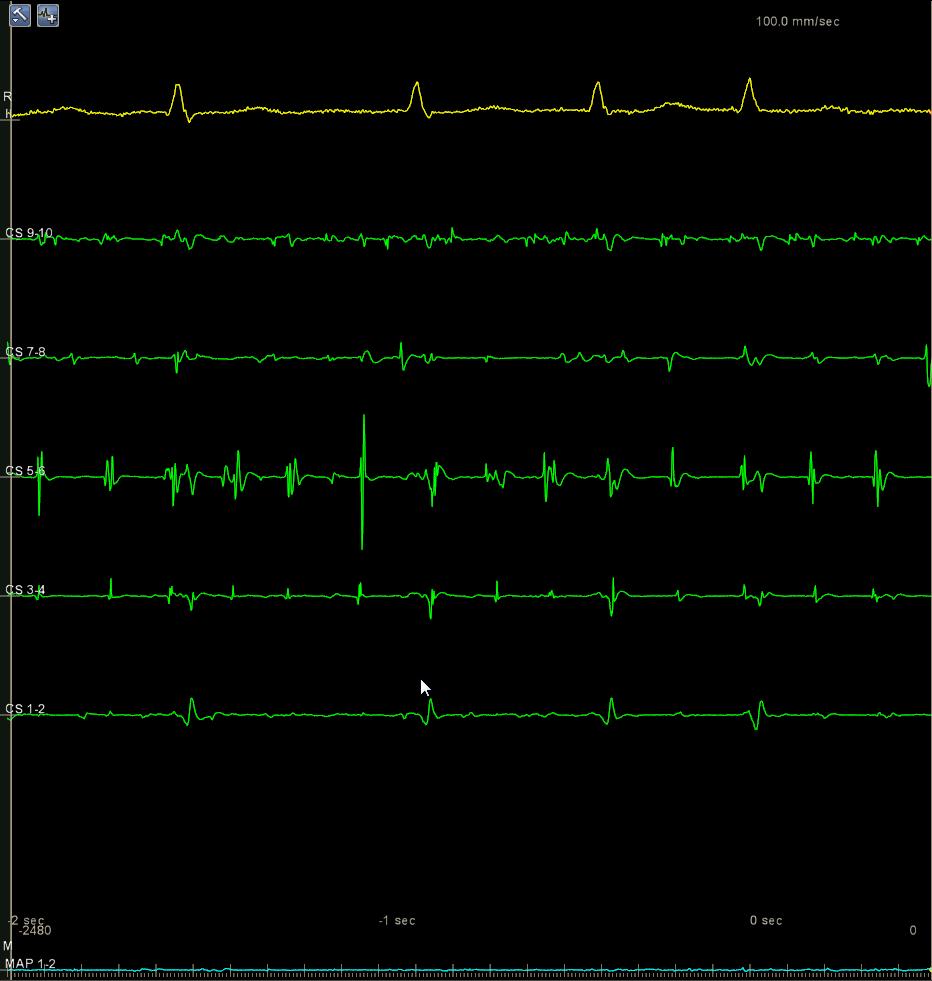 100.0 mm/sec
R
CS 9-10
CS 7-8
CS 5-6
CS 3-4
CS 1-2
-2 sec
-1 sec
0 sec
-2480
0
M
MAP 1-2